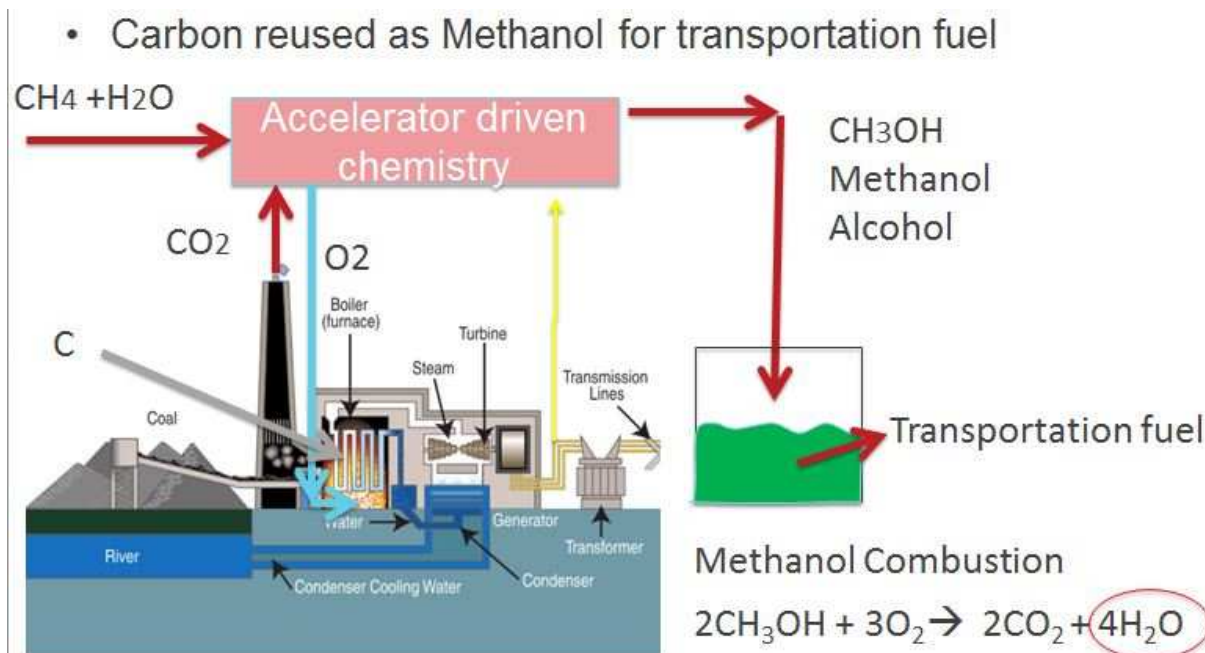 • Carbon reused as Methanol for transportation fuel
CH4 +H2O
Accelerator driven
chemistry
CH3OH
Methanol
Alcohol
CO2
O2
Boiler
(furnace)
Turbine
Steam
Transmission
Lines
C
Coal
Transportation fuel
Water
Generator
Transformer
River
Condenser
Condenser Cooling Water
Methanol Combustion
2CH₃OH + 3O₂→ 2CO₂ + 4H₂O